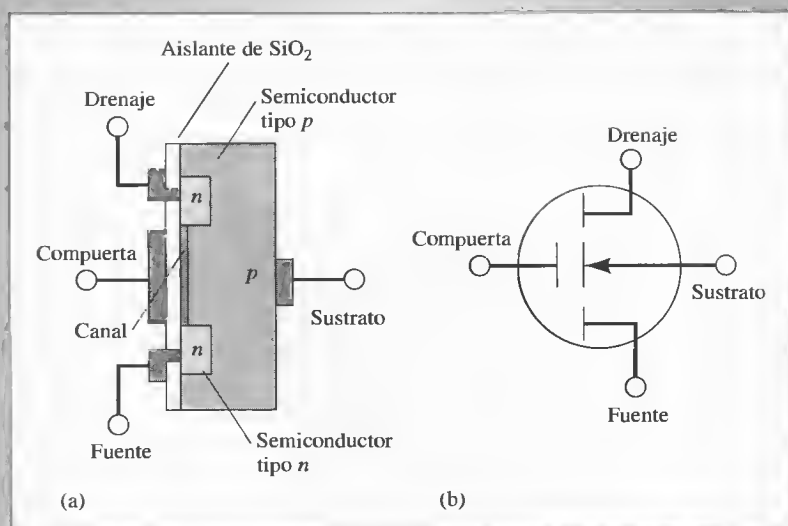 Aislante de SiO₂
Drenaje
Semiconductor
tipo p
n
Compuerta
p
Sustrato
Canal
n
Fuente
Semiconductor
tipo n
(a)
Drenaje
Compuerta
Sustrato
Fuente
(b)